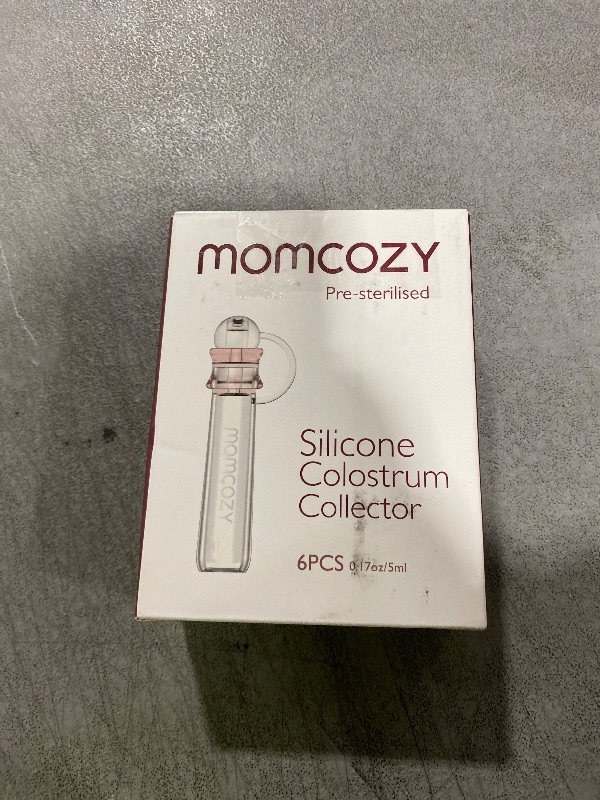 momcozy
Pre-sterilised
momcozy
Silicone
Colostrum
Collector
6PCS 0.17oz/5ml